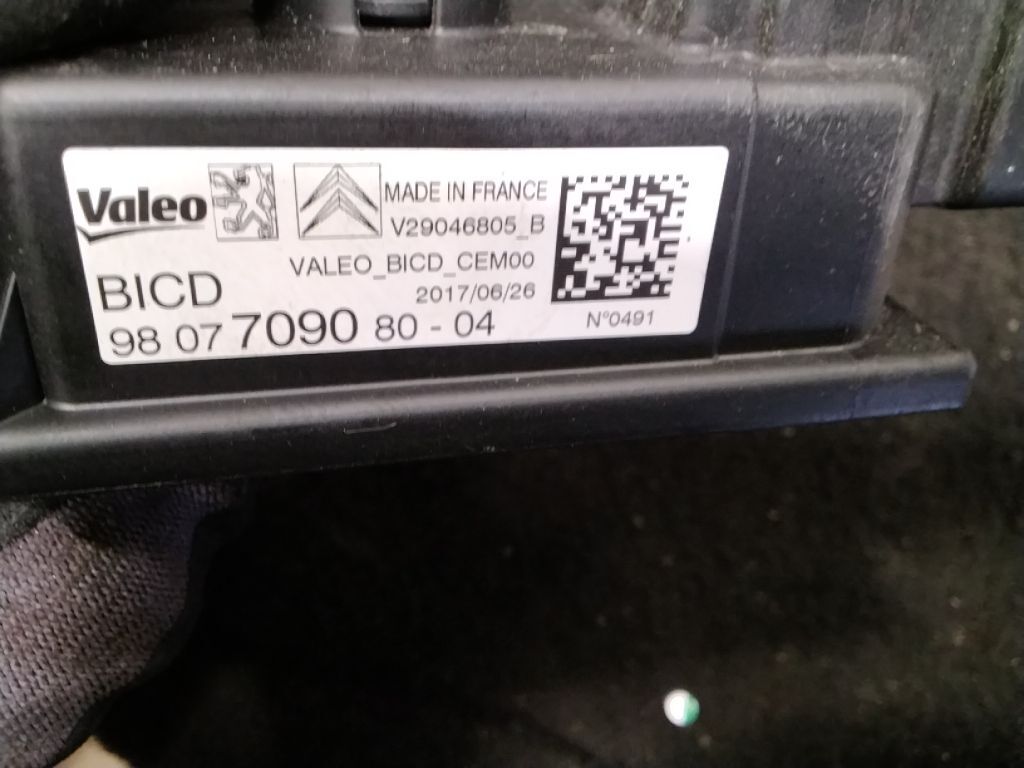 Valeo MADE IN FRANCE
V29046805_B
VALEO_BICD_CEM00
BICD 2017/06/26
98 07 7090 80 - 04 N°0491